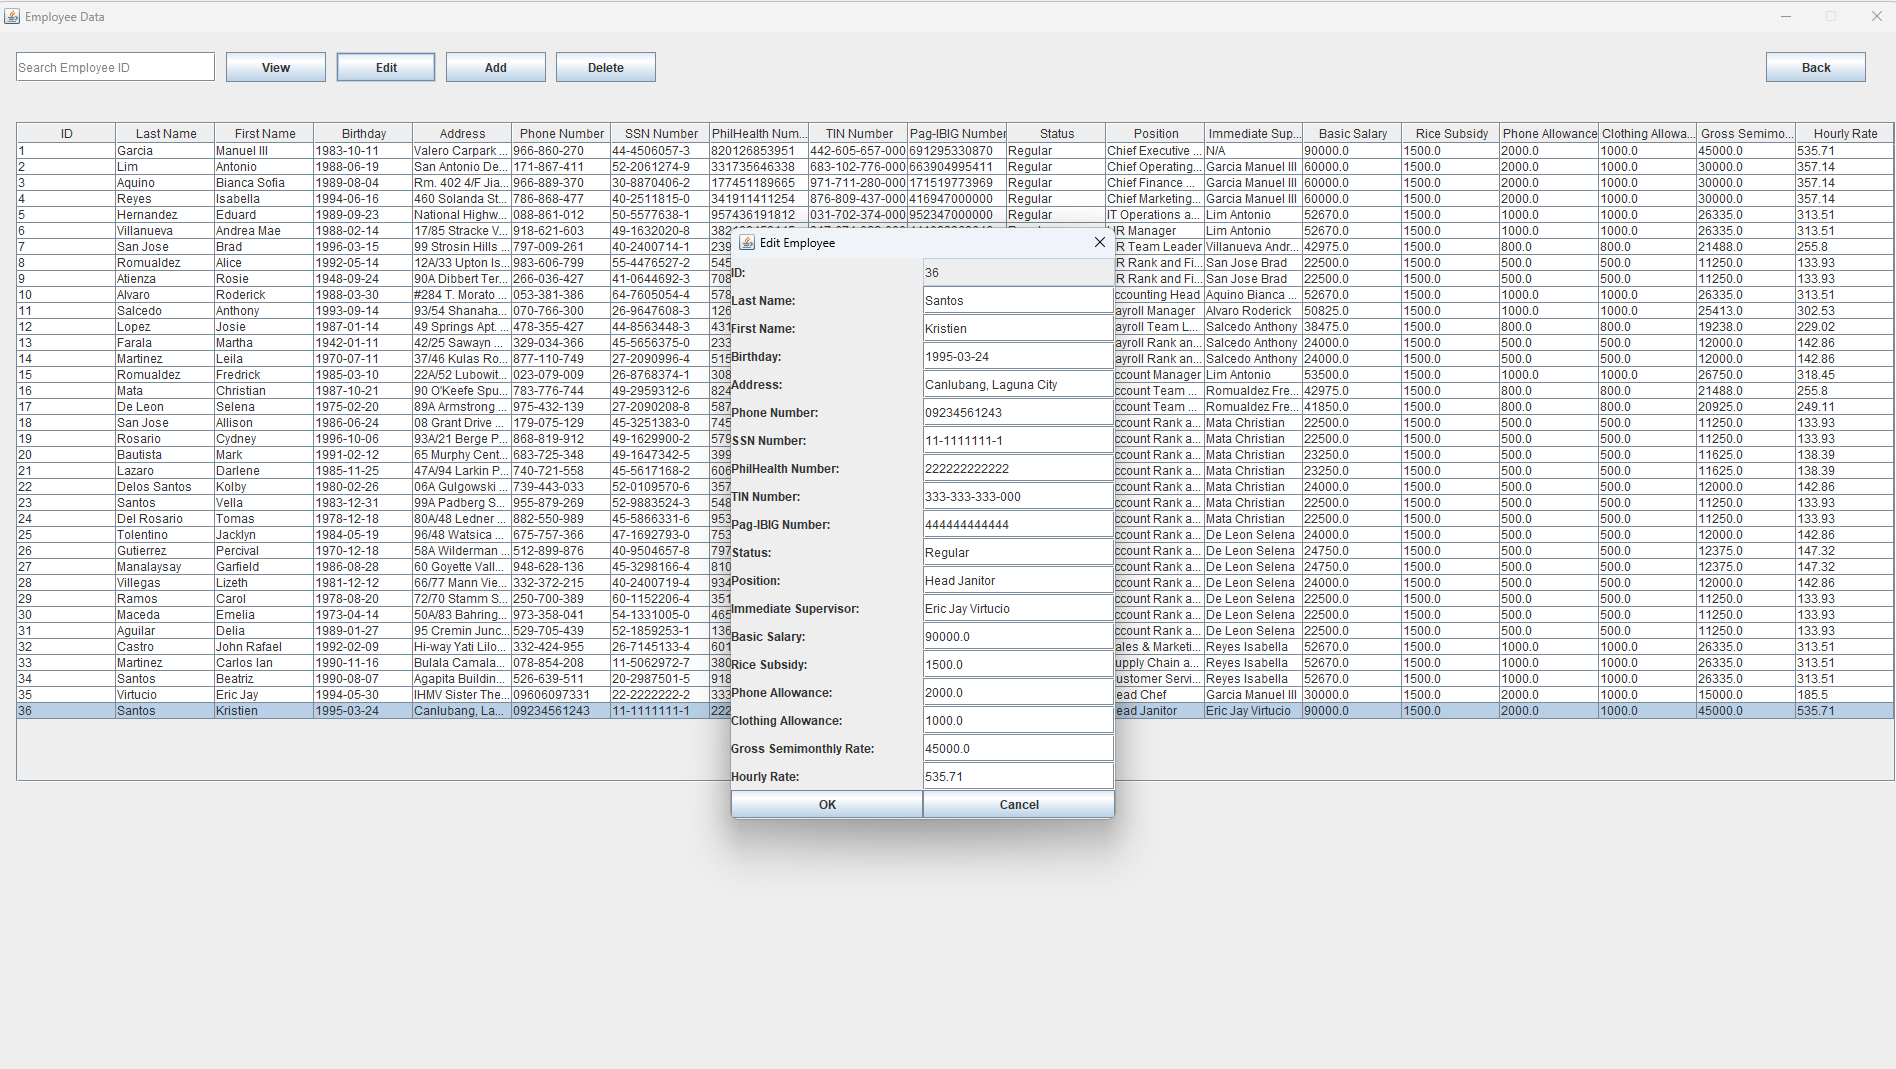 Employee Data
Search Employee ID View Edit Add Delete Back
ID Last Name First Name Birthday Address Phone Number SSN Number PhilHealth Num... TIN Number Pag-IBIG Number Status Position Immediate Sup... Basic Salary Rice Subsidy Phone Allowance Clothing Allowa... Gross Semimo... Hourly Rate
1 Garcia Manuel III 1983-10-11 Valero Carpark ... 966-860-270 44-4506057-3 820126853951 442-605-657-000 691295330870 Regular Chief Executive ... N/A 90000.0 1500.0 2000.0 1000.0 45000.0 535.71
2 Lim Antonio 1988-06-19 San Antonio De... 171-867-411 52-2061274-9 331735646338 683-102-776-000 663904995411 Regular Chief Operating... Garcia Manuel III 60000.0 1500.0 2000.0 1000.0 30000.0 357.14
3 Aquino Bianca Sofia 1989-08-04 Rm. 402 4/F Jia... 966-889-370 30-8870406-2 177451189665 971-711-280-000 171519773969 Regular Chief Finance ... Garcia Manuel III 60000.0 1500.0 2000.0 1000.0 30000.0 357.14
4 Reyes Isabella 1994-06-16 460 Solanda St... 786-868-477 40-2511815-0 341911411254 876-809-437-000 416947000000 Regular Chief Marketing... Garcia Manuel III 60000.0 1500.0 2000.0 1000.0 30000.0 357.14
5 Hernandez Eduard 1989-09-23 National Highw... 088-861-012 50-5577638-1 957436191812 031-702-374-000 952347000000 Regular IT Operations a... Lim Antonio 52670.0 1500.0 1000.0 1000.0 26335.0 313.51
6 Villanueva Andrea Mae 1988-02-14 17/85 Stracke V... 918-621-603 49-1632020-8 HR Manager Lim Antonio 52670.0 1500.0 1000.0 1000.0 26335.0 313.51
7 San Jose Brad 1996-03-15 99 Strosin Hills ... 797-009-261 40-2400714-1 239 R Team Leader Villanueva Andr... 42975.0 1500.0 800.0 800.0 21488.0 255.8
8 Romualdez Alice 1992-05-14 12A/33 Upton Is... 983-606-799 55-4476527-2 545 R Rank and Fi... San Jose Brad 22500.0 1500.0 500.0 500.0 11250.0 133.93
9 Atienza Rosie 1948-09-24 90A Dibbert Ter... 266-036-427 41-0644692-3 708 R Rank and Fi... San Jose Brad 22500.0 1500.0 500.0 500.0 11250.0 133.93
10 Alvaro Roderick 1988-03-30 #284 T. Morato ... 053-381-386 64-7605054-4 578 ccounting Head Aquino Bianca ... 52670.0 1500.0 1000.0 1000.0 26335.0 313.51
11 Salcedo Anthony 1993-09-14 93/54 Shanaha... 070-766-300 26-9647608-3 126 ayroll Manager Alvaro Roderick 50825.0 1500.0 1000.0 1000.0 25413.0 302.53
12 Lopez Josie 1987-01-14 49 Springs Apt. ... 478-355-427 44-8563448-3 431 ayroll Team L... Salcedo Anthony 38475.0 1500.0 800.0 800.0 19238.0 229.02
13 Farala Martha 1942-01-11 42/25 Sawayn ... 329-034-366 45-5656375-0 233 ayroll Rank an... Salcedo Anthony 24000.0 1500.0 500.0 500.0 12000.0 142.86
14 Martinez Leila 1970-07-11 37/46 Kulas Ro... 877-110-749 27-2090996-4 515 ayroll Rank an... Salcedo Anthony 24000.0 1500.0 500.0 500.0 12000.0 142.86
15 Romualdez Fredrick 1985-03-10 22A/52 Lubowit... 023-079-009 26-8768374-1 308 ccount Manager Lim Antonio 53500.0 1500.0 1000.0 1000.0 26750.0 318.45
16 Mata Christian 1987-10-21 90 O'Keefe Spu... 783-776-744 49-2959312-6 824 ccount Team ... Romualdez Fre... 42975.0 1500.0 800.0 800.0 21488.0 255.8
17 De Leon Selena 1975-02-20 89A Armstrong ... 975-432-139 27-2090208-8 587 ccount Team ... Romualdez Fre... 41850.0 1500.0 800.0 800.0 20925.0 249.11
18 San Jose Allison 1986-06-24 08 Grant Drive ... 179-075-129 45-3251383-0 745 ccount Rank a... Mata Christian 22500.0 1500.0 500.0 500.0 11250.0 133.93
19 Rosario Cydney 1996-10-06 93A/21 Berge P... 868-819-912 49-1629900-2 579 ccount Rank a... Mata Christian 22500.0 1500.0 500.0 500.0 11250.0 133.93
20 Bautista Mark 1991-02-12 65 Murphy Cent... 683-725-348 49-1647342-5 399 ccount Rank a... Mata Christian 23250.0 1500.0 500.0 500.0 11625.0 138.39
21 Lazaro Darlene 1985-11-25 47A/94 Larkin P... 740-721-558 45-5617168-2 606 ccount Rank a... Mata Christian 23250.0 1500.0 500.0 500.0 11625.0 138.39
22 Delos Santos Kolby 1980-02-26 06A Gulgowski ... 739-443-033 52-0109570-6 357 ccount Rank a... Mata Christian 24000.0 1500.0 500.0 500.0 12000.0 142.86
23 Santos Vella 1983-12-31 99A Padberg S... 955-879-269 52-9883524-3 548 ccount Rank a... Mata Christian 22500.0 1500.0 500.0 500.0 11250.0 133.93
24 Del Rosario Tomas 1978-12-18 80A/48 Ledner ... 882-550-989 45-5866331-6 953 ccount Rank a... Mata Christian 22500.0 1500.0 500.0 500.0 11250.0 133.93
25 Tolentino Jacklyn 1984-05-19 96/48 Watsica ... 675-757-366 47-1692793-0 753 ccount Rank a... De Leon Selena 24000.0 1500.0 500.0 500.0 12000.0 142.86
26 Gutierrez Percival 1970-12-18 58A Wilderman ... 512-899-876 40-9504657-8 797 ccount Rank a... De Leon Selena 24750.0 1500.0 500.0 500.0 12375.0 147.32
27 Manalaysay Garfield 1986-08-28 60 Goyette Vall... 948-628-136 45-3298166-4 810 ccount Rank a... De Leon Selena 24750.0 1500.0 500.0 500.0 12375.0 147.32
28 Villegas Lizeth 1981-12-12 66/77 Mann Vie... 332-372-215 40-2400719-4 934 ccount Rank a... De Leon Selena 24000.0 1500.0 500.0 500.0 12000.0 142.86
29 Ramos Carol 1978-08-20 72/70 Stamm S... 250-700-389 60-1152206-4 351 ccount Rank a... De Leon Selena 22500.0 1500.0 500.0 500.0 11250.0 133.93
30 Maceda Emelia 1973-04-14 50A/83 Bahring... 973-358-041 54-1331005-0 465 ccount Rank a... De Leon Selena 22500.0 1500.0 500.0 500.0 11250.0 133.93
31 Aguilar Delia 1989-01-27 95 Cremin Junc... 529-705-439 52-1859253-1 136 ccount Rank a... De Leon Selena 22500.0 1500.0 500.0 500.0 11250.0 133.93
32 Castro John Rafael 1992-02-09 Hi-way Yati Lilo... 332-424-955 26-7145133-4 601 ales & Marketi... Reyes Isabella 52670.0 1500.0 1000.0 1000.0 26335.0 313.51
33 Martinez Carlos Ian 1990-11-16 Bulala Camala... 078-854-208 11-5062972-7 380 upply Chain a... Reyes Isabella 52670.0 1500.0 1000.0 1000.0 26335.0 313.51
34 Santos Beatriz 1990-08-07 Agapita Buildin... 526-639-511 20-2987501-5 918 ustomer Servi... Reyes Isabella 52670.0 1500.0 1000.0 1000.0 26335.0 313.51
35 Virtucio Eric Jay 1994-05-30 IHMV Sister The... 09606097331 22-2222222-2 333 ead Chef Garcia Manuel III 30000.0 1500.0 2000.0 1000.0 15000.0 185.5
36 Santos Kristien 1995-03-24 Canlubang, La... 09234561243 11-1111111-1 222 ead Janitor Eric Jay Virtucio 90000.0 1500.0 2000.0 1000.0 45000.0 535.71
Edit Employee
ID: 36
Last Name: Santos
First Name: Kristien
Birthday: 1995-03-24
Address: Canlubang, Laguna City
Phone Number: 09234561243
SSN Number: 11-1111111-1
PhilHealth Number: 222222222222
TIN Number: 333-333-333-000
Pag-IBIG Number: 444444444444
Status: Regular
Position: Head Janitor
Immediate Supervisor: Eric Jay Virtucio
Basic Salary: 90000.0
Rice Subsidy: 1500.0
Phone Allowance: 2000.0
Clothing Allowance: 1000.0
Gross Semimonthly Rate: 45000.0
Hourly Rate: 535.71
OK Cancel